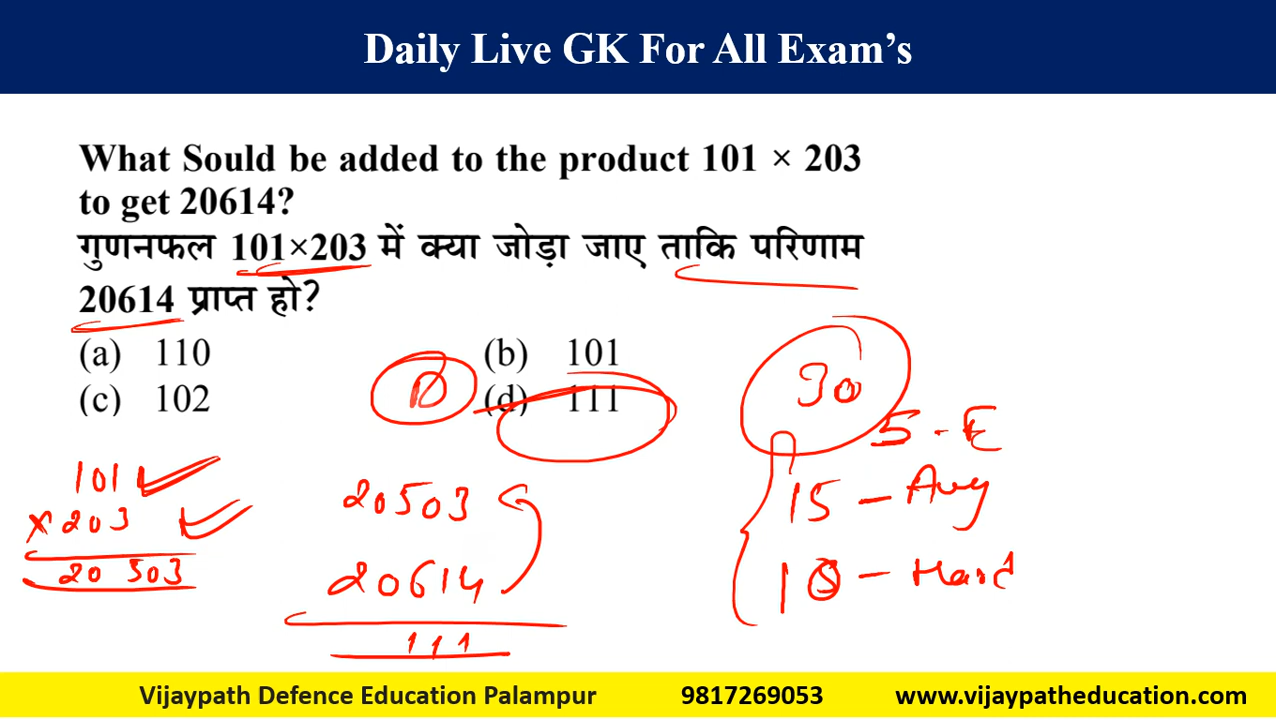 Daily Live GK For All Exam's
What Sould be added to the product 101 × 203
to get 20614?
गुणनफल 101×203 में क्या जोड़ा जाए ताकि परिणाम
20614 प्राप्त हो?
(a) 110 (b) 101
(c) 102 (d) 111
30
5 - E
15 - Avg
10 - Hard
101
× 203
20 503
20503
20614
111
Vijaypath Defence Education Palampur 9817269053 www.vijaypatheducation.com